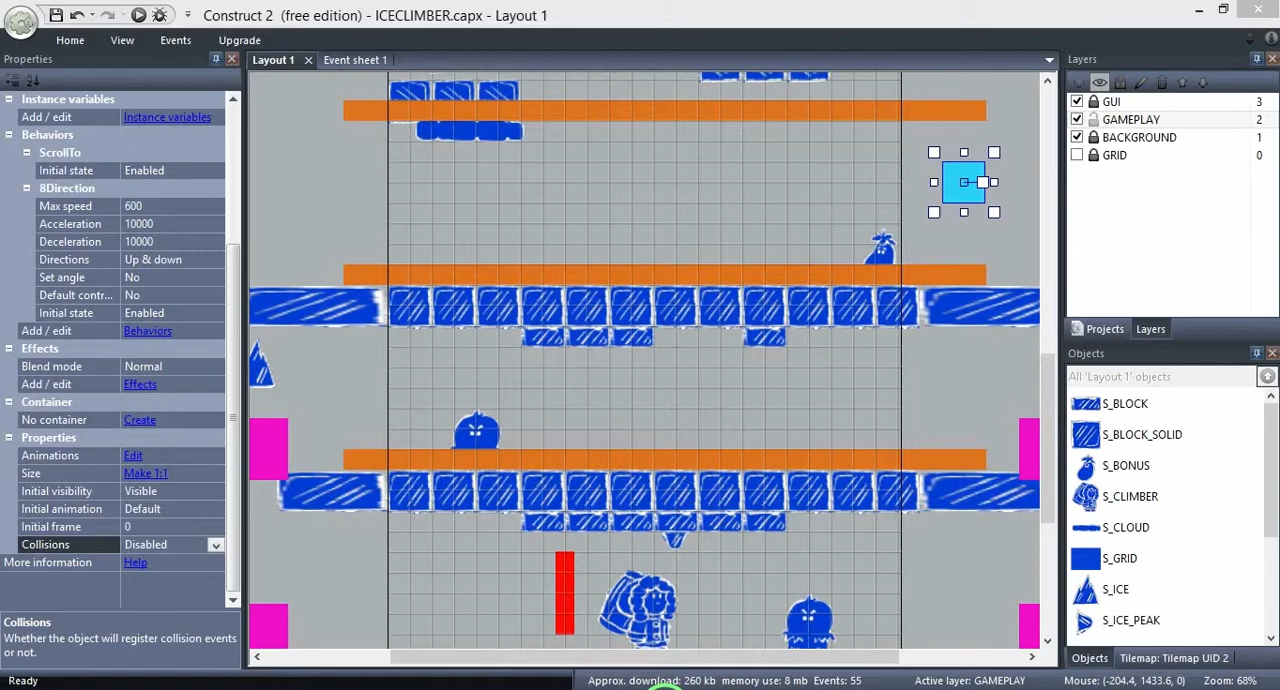 Construct 2 (free edition) - ICECLIMBER.capx - Layout 1
Home View Events Upgrade
Properties
Layout 1 Event sheet 1
Layers
Instance variables
Add / edit Instance variables
Behaviors
ScrollTo
Initial state Enabled
8Direction
Max speed 600
Acceleration 10000
Deceleration 10000
Directions Up & down
Set angle No
Default contr... No
Initial state Enabled
Add / edit Behaviors
Effects
Blend mode Normal
Add / edit Effects
Container
No container Create
Properties
Animations Edit
Size Make 1:1
Initial visibility Visible
Initial animation Default
Initial frame 0
Collisions Disabled
More information Help
Collisions
Whether the object will register collision events or not.
GUI 3
GAMEPLAY 2
BACKGROUND 1
GRID 0
Projects Layers
Objects
All 'Layout 1' objects
S_BLOCK
S_BLOCK_SOLID
S_BONUS
S_CLIMBER
S_CLOUD
S_GRID
S_ICE
S_ICE_PEAK
Objects Tilemap: Tilemap UID 2
Ready
Approx. download: 260 kb memory use: 8 mb Events: 55
Active layer: GAMEPLAY
Mouse: (-204.4, 1433.6, 0)
Zoom: 68%